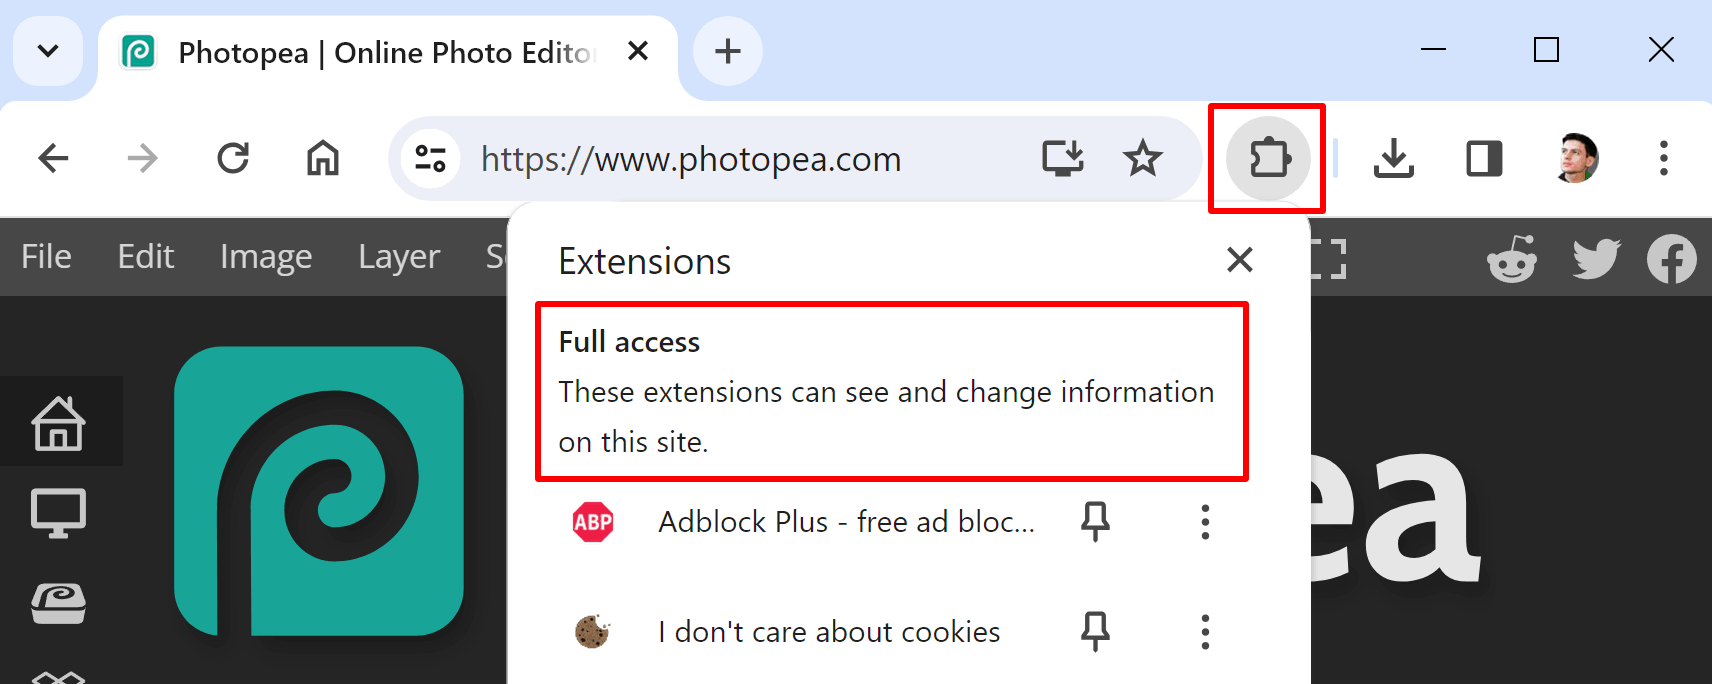 Photopea | Online Photo Edito
https://www.photopea.com
File Edit Image Layer
Extensions
Full access
These extensions can see and change information
on this site.
ABP Adblock Plus - free ad bloc...
I don't care about cookies
ea